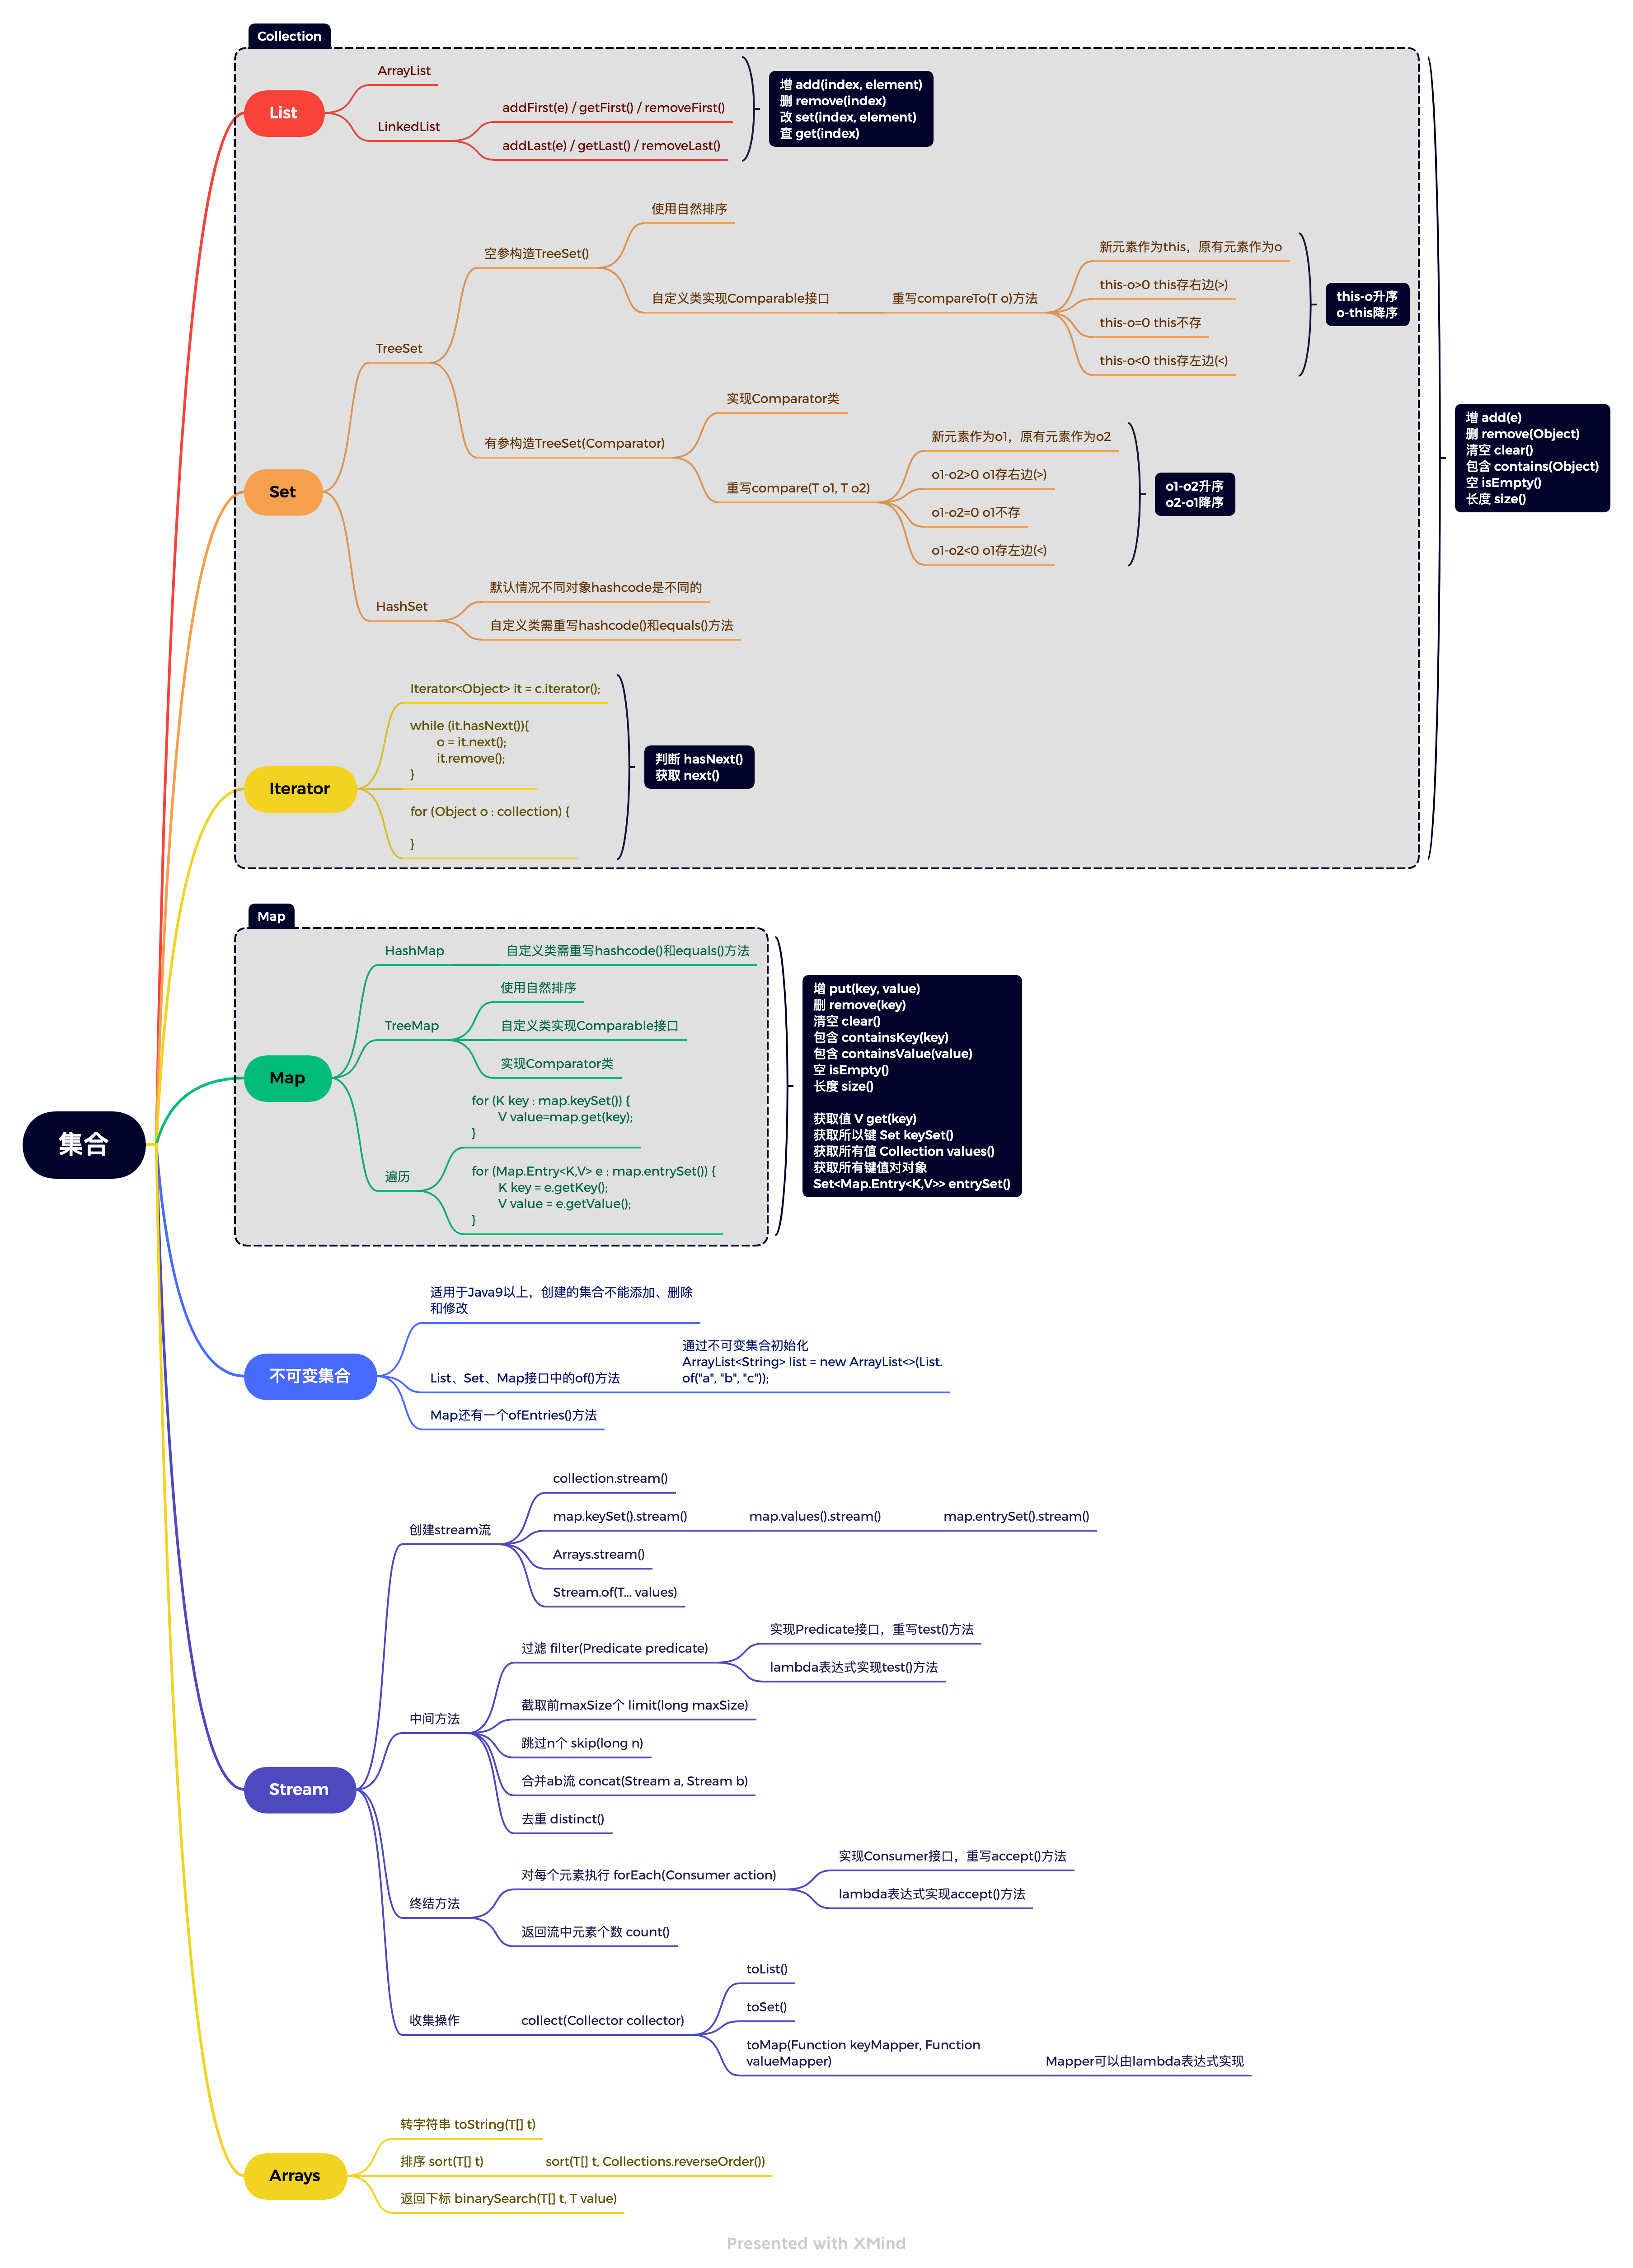 集合
Collection
List
ArrayList
LinkedList
addFirst(e) / getFirst() / removeFirst()
addLast(e) / getLast() / removeLast()
增 add(index, element)
删 remove(index)
改 set(index, element)
查 get(index)
Set
TreeSet
空参构造TreeSet()
使用自然排序
自定义类实现Comparable接口
重写compareTo(T o)方法
新元素作为this，原有元素作为o
this-o>0 this存右边(>)
this-o=0 this不存
this-o<0 this存左边(<)
this-o升序
o-this降序
有参构造TreeSet(Comparator)
实现Comparator类
重写compare(T o1, T o2)
新元素作为o1，原有元素作为o2
o1-o2>0 o1存右边(>)
o1-o2=0 o1不存
o1-o2<0 o1存左边(<)
o1-o2升序
o2-o1降序
HashSet
默认情况不同对象hashcode是不同的
自定义类需重写hashcode()和equals()方法
Iterator
Iterator<Object> it = c.iterator();
while (it.hasNext()){
o = it.next();
it.remove();
}
for (Object o : collection) {
}
判断 hasNext()
获取 next()
增 add(e)
删 remove(Object)
清空 clear()
包含 contains(Object)
空 isEmpty()
长度 size()
Map
Map
HashMap
自定义类需重写hashcode()和equals()方法
TreeMap
使用自然排序
自定义类实现Comparable接口
实现Comparator类
遍历
for (K key : map.keySet()) {
V value=map.get(key);
}
for (Map.Entry<K,V> e : map.entrySet()) {
K key = e.getKey();
V value = e.getValue();
}
增 put(key, value)
删 remove(key)
清空 clear()
包含 containsKey(key)
包含 containsValue(value)
空 isEmpty()
长度 size()
获取值 V get(key)
获取所以键 Set keySet()
获取所有值 Collection values()
获取所有键值对对象
Set<Map.Entry<K,V>> entrySet()
不可变集合
适用于Java9以上，创建的集合不能添加、删除
和修改
List、Set、Map接口中的of()方法
通过不可变集合初始化
ArrayList<String> list = new ArrayList<>(List.
of("a", "b", "c"));
Map还有一个ofEntries()方法
Stream
创建stream流
collection.stream()
map.keySet().stream()
map.values().stream()
map.entrySet().stream()
Arrays.stream()
Stream.of(T... values)
中间方法
过滤 filter(Predicate predicate)
实现Predicate接口，重写test()方法
lambda表达式实现test()方法
截取前maxSize个 limit(long maxSize)
跳过n个 skip(long n)
合并ab流 concat(Stream a, Stream b)
去重 distinct()
终结方法
对每个元素执行 forEach(Consumer action)
实现Consumer接口，重写accept()方法
lambda表达式实现accept()方法
返回流中元素个数 count()
收集操作
collect(Collector collector)
toList()
toSet()
toMap(Function keyMapper, Function
valueMapper)
Mapper可以由lambda表达式实现
Arrays
转字符串 toString(T[] t)
排序 sort(T[] t)
sort(T[] t, Collections.reverseOrder())
返回下标 binarySearch(T[] t, T value)
Presented with XMind